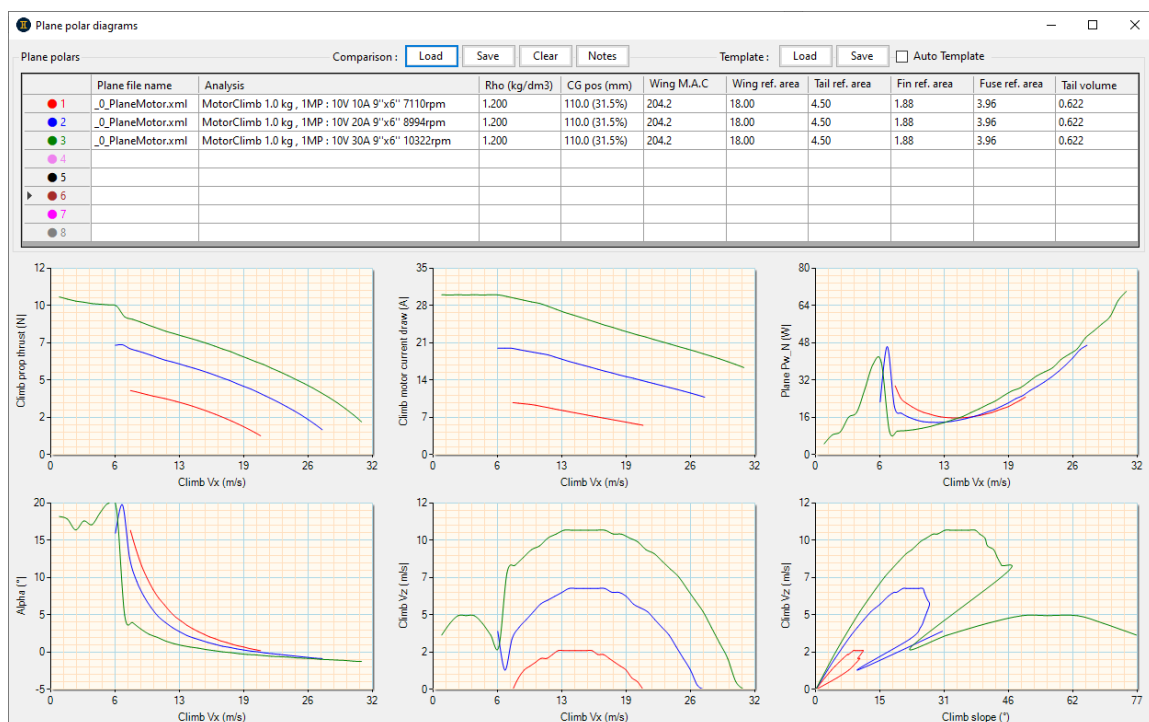 Plane polar diagrams
Plane polars Comparison : Load Save Clear Notes Template : Load Save Auto Template
Plane file name Analysis Rho (kg/dm3) CG pos (mm) Wing M.A.C Wing ref. area Tail ref. area Fin ref. area Fuse ref. area Tail volume
1 _0_PlaneMotor.xml MotorClimb 1.0 kg , 1MP : 10V 10A 9''x6'' 7110rpm 1.200 110.0 (31.5%) 204.2 18.00 4.50 1.88 3.96 0.622
2 _0_PlaneMotor.xml MotorClimb 1.0 kg , 1MP : 10V 20A 9''x6'' 8994rpm 1.200 110.0 (31.5%) 204.2 18.00 4.50 1.88 3.96 0.622
3 _0_PlaneMotor.xml MotorClimb 1.0 kg , 1MP : 10V 30A 9''x6'' 10322rpm 1.200 110.0 (31.5%) 204.2 18.00 4.50 1.88 3.96 0.622
4
5
6
7
8
Climb prop thrust [N]
12
10
7
5
2
0
0 6 13 19 26 32
Climb Vx (m/s)
Climb motor current draw [A]
35
28
21
14
7
0
0 6 13 19 26 32
Climb Vx (m/s)
Plane Pw_N [W]
80
64
48
32
16
0
0 6 13 19 26 32
Climb Vx (m/s)
Alpha [°]
20
15
10
5
0
-5
0 6 13 19 26 32
Climb Vx (m/s)
Climb Vz [m/s]
12
10
7
5
2
0
0 6 13 19 26 32
Climb Vx (m/s)
Climb Vz [m/s]
12
10
7
5
2
0
0 15 31 46 62 77
Climb slope (°)